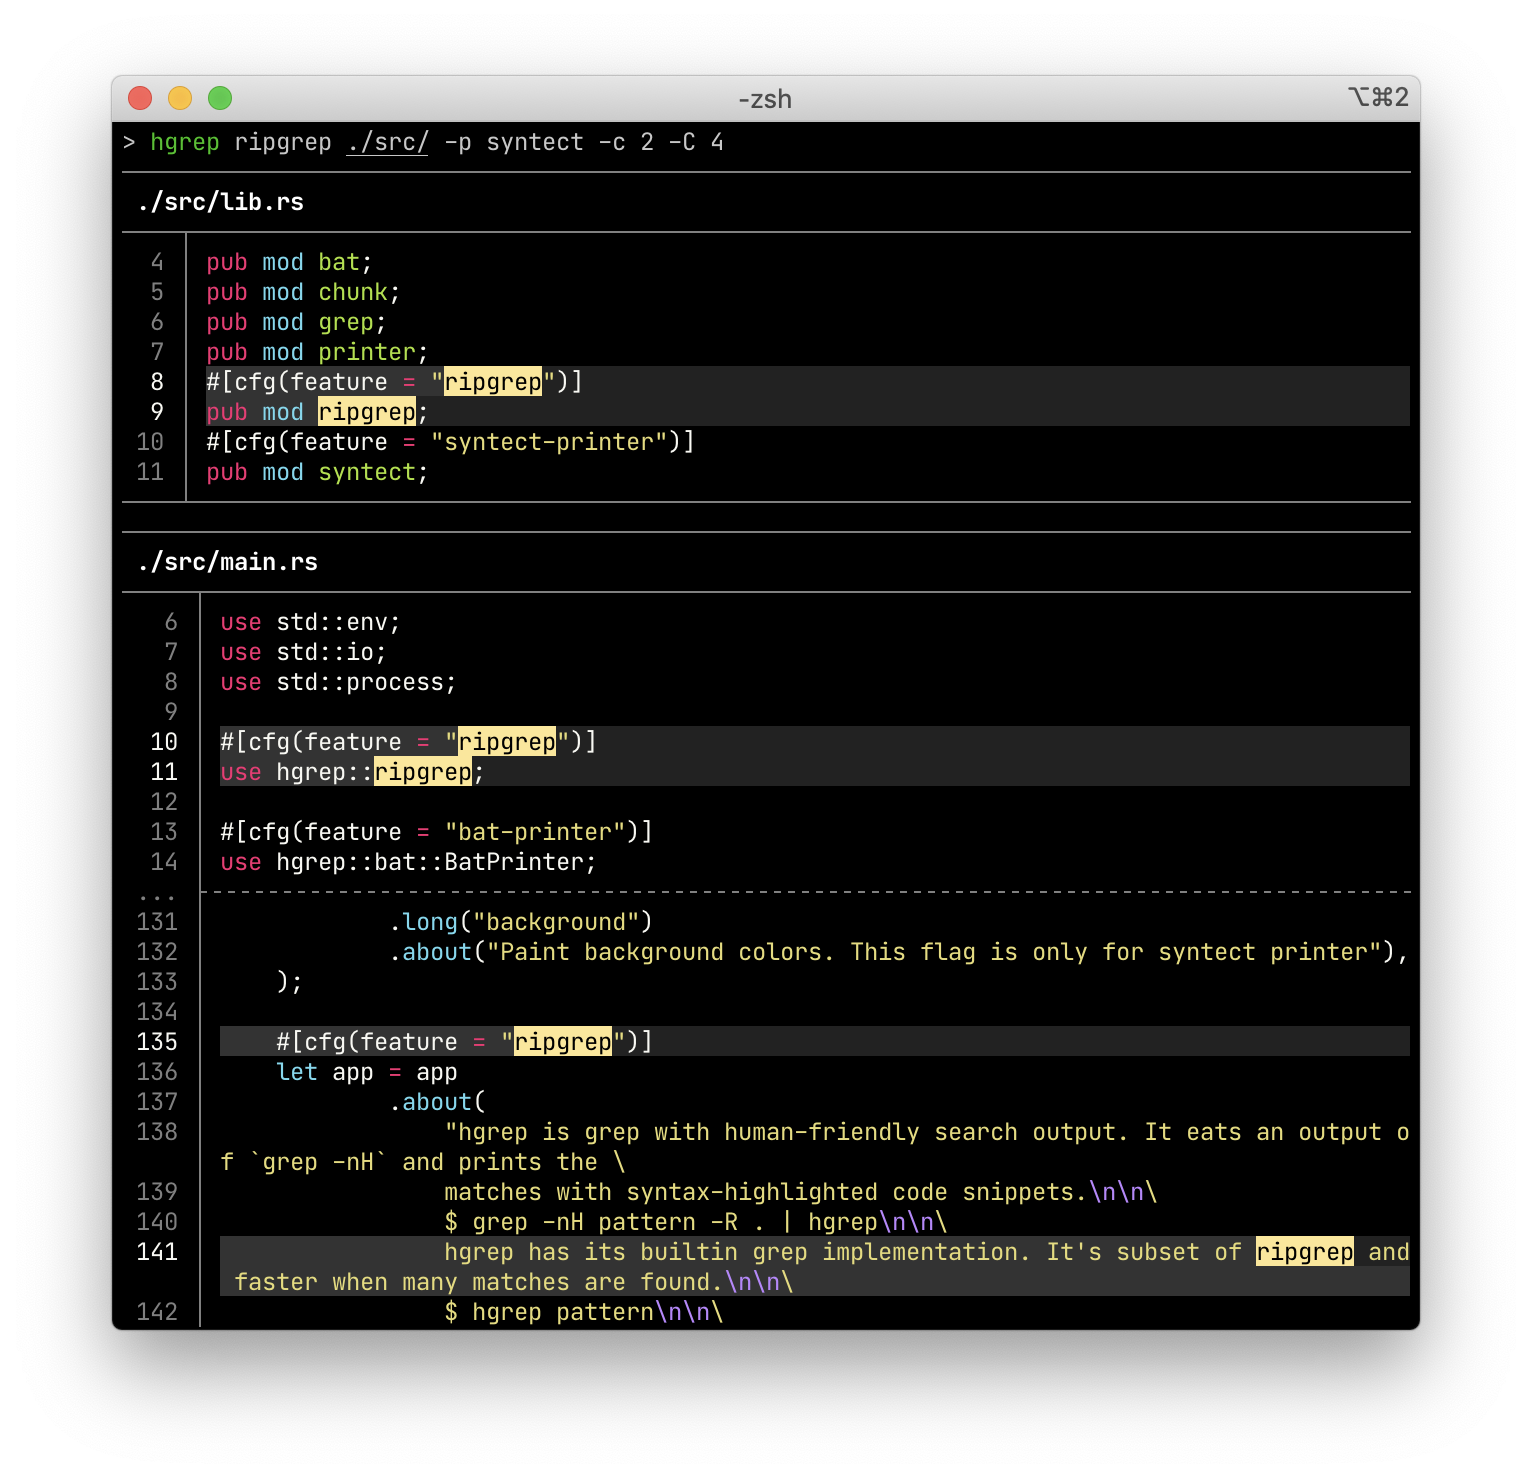 -zsh
⌥⌘2
> hgrep ripgrep ./src/ -p syntect -c 2 -C 4
./src/lib.rs
4 pub mod bat;
5 pub mod chunk;
6 pub mod grep;
7 pub mod printer;
8 #[cfg(feature = "ripgrep")]
9 pub mod ripgrep;
10 #[cfg(feature = "syntect-printer")]
11 pub mod syntect;
./src/main.rs
6 use std::env;
7 use std::io;
8 use std::process;
9
10 #[cfg(feature = "ripgrep")]
11 use hgrep::ripgrep;
12
13 #[cfg(feature = "bat-printer")]
14 use hgrep::bat::BatPrinter;
...
131 .long("background")
132 .about("Paint background colors. This flag is only for syntect printer"),
133 );
134
135 #[cfg(feature = "ripgrep")]
136 let app = app
137 .about(
138 "hgrep is grep with human-friendly search output. It eats an output o
f `grep -nH` and prints the \
139 matches with syntax-highlighted code snippets.\n\n\
140 $ grep -nH pattern -R . | hgrep\n\n\
141 hgrep has its builtin grep implementation. It's subset of ripgrep and
faster when many matches are found.\n\n\
142 $ hgrep pattern\n\n\